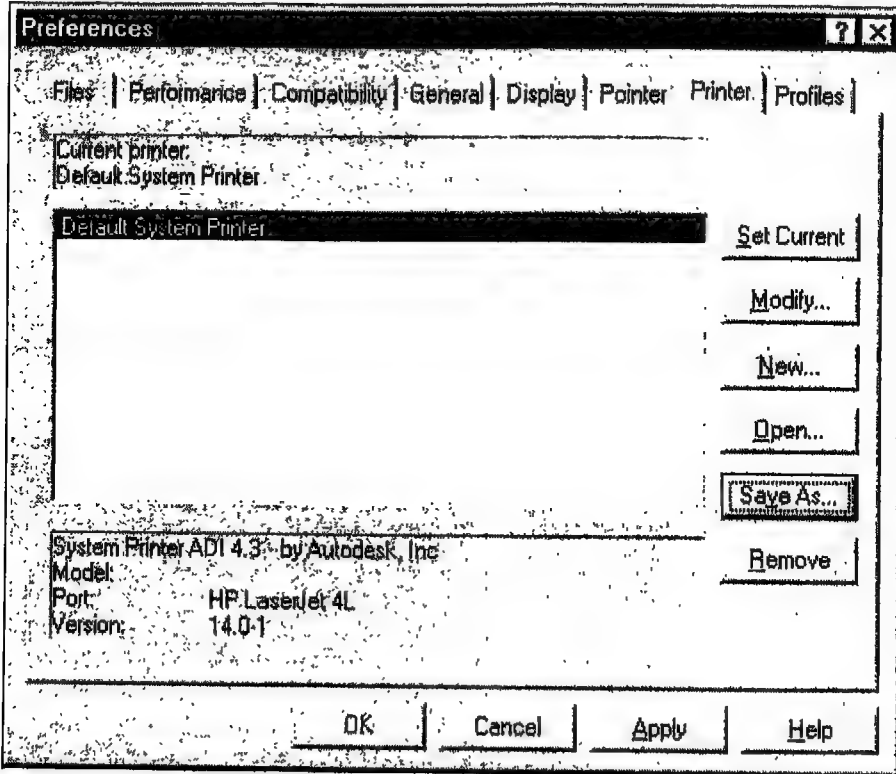 Preferences ? X
Files Performance Compatibility General Display Pointer Printer Profiles
Current printer:
Default System Printer
Default System Printer
Set Current
Modify...
New...
Open...
Save As...
Remove
System Printer ADI 4.3 - by Autodesk, Inc
Model:
Port: HP LaserJet 4L
Version: 14.0-1
OK Cancel Apply Help